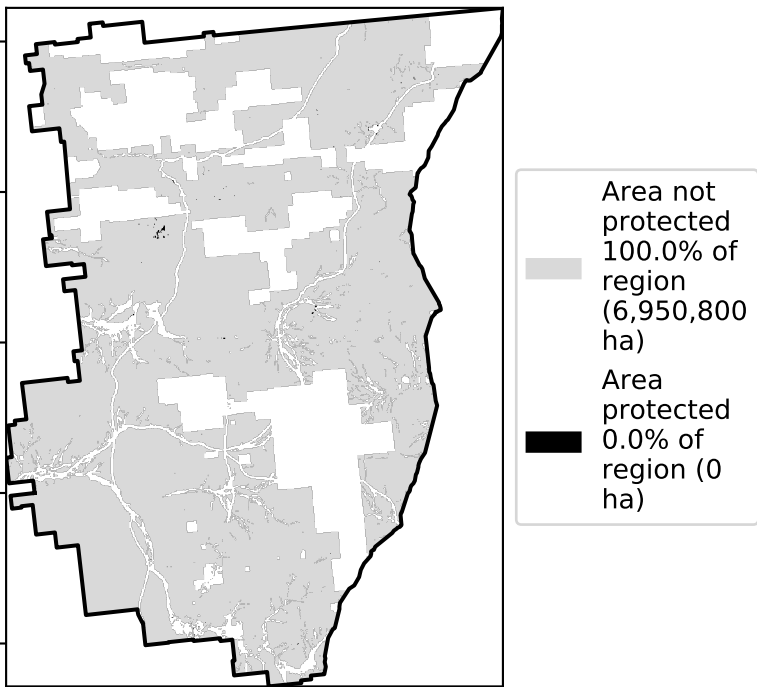 Area not
protected
100.0% of
region
(6,950,800
ha)
Area
protected
0.0% of
region (0
ha)